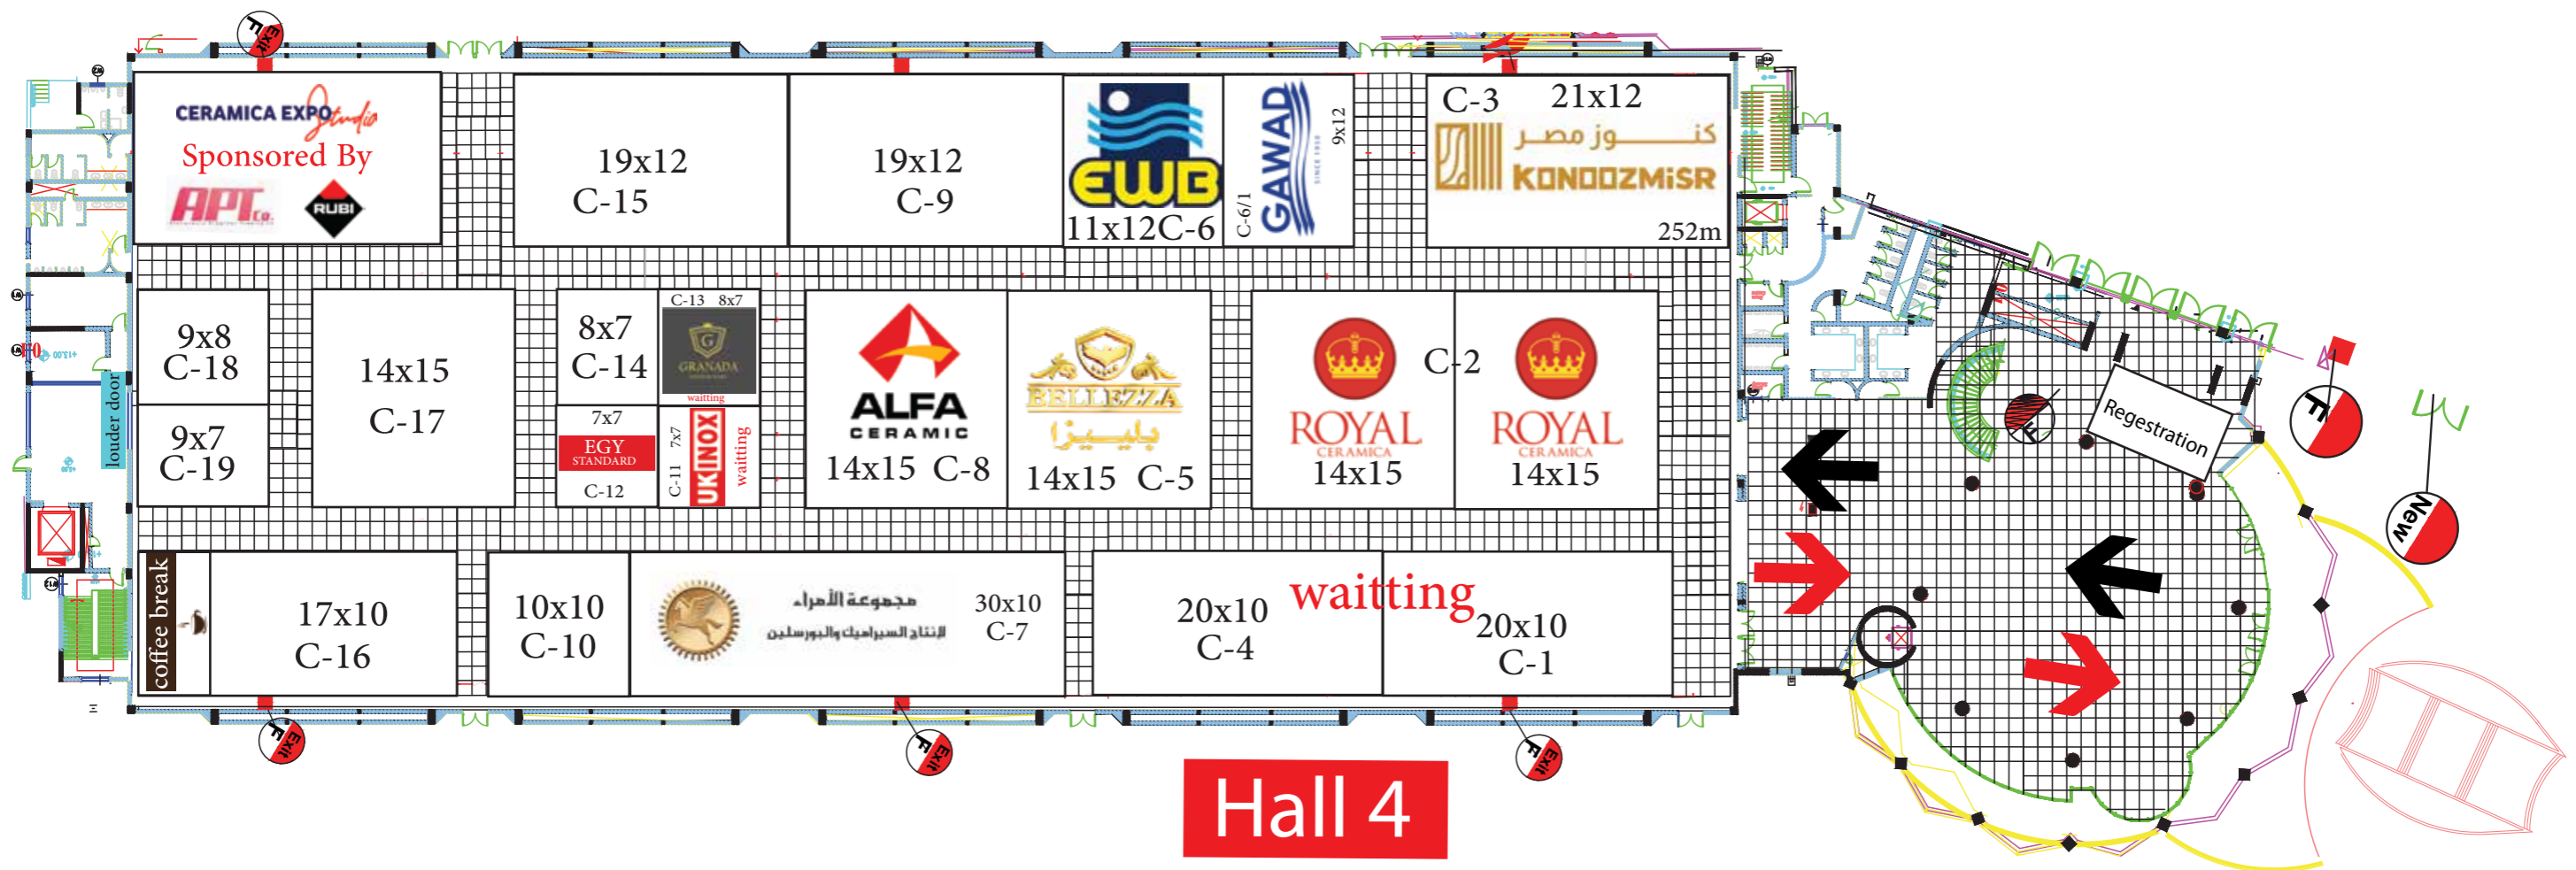 Exit
F
CERAMICA EXPO
Studio
Sponsored By
APT Co.
RUBI
19x12
C-15
19x12
C-9
EWB
11x12C-6
GAWAD
SINCE 1950
9x12
C-6/1
C-3 21x12
كنــوز مصر
KONOOZMiSR
252m
9x8
C-18
9x7
C-19
louder door
14x15
C-17
8x7
C-14
C-13 8x7
G
GRANADA
waitting
7x7
EGY
STANDARD
C-12
C-11 7x7
UKINOX
waitting
ALFA
CERAMIC
14x15 C-8
BELLEZZA
بليـــزا
14x15 C-5
ROYAL
CERAMICA
14x15
C-2
ROYAL
CERAMICA
14x15
Regestration
F
F
New
coffee break
17x10
C-16
10x10
C-10
مجموعة الأمراء
لإنتاج السيراميك والبورسلين
30x10
C-7
20x10
C-4
waitting
20x10
C-1
Exit
F
Exit
F
Exit
F
Hall 4